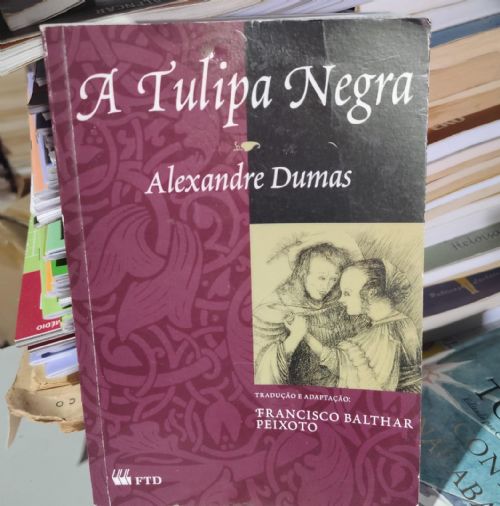 A Tulipa Negra
Alexandre Dumas
TRADUÇÃO E ADAPTAÇÃO:
FRANCISCO BALTHAR
PEIXOTO
FTD